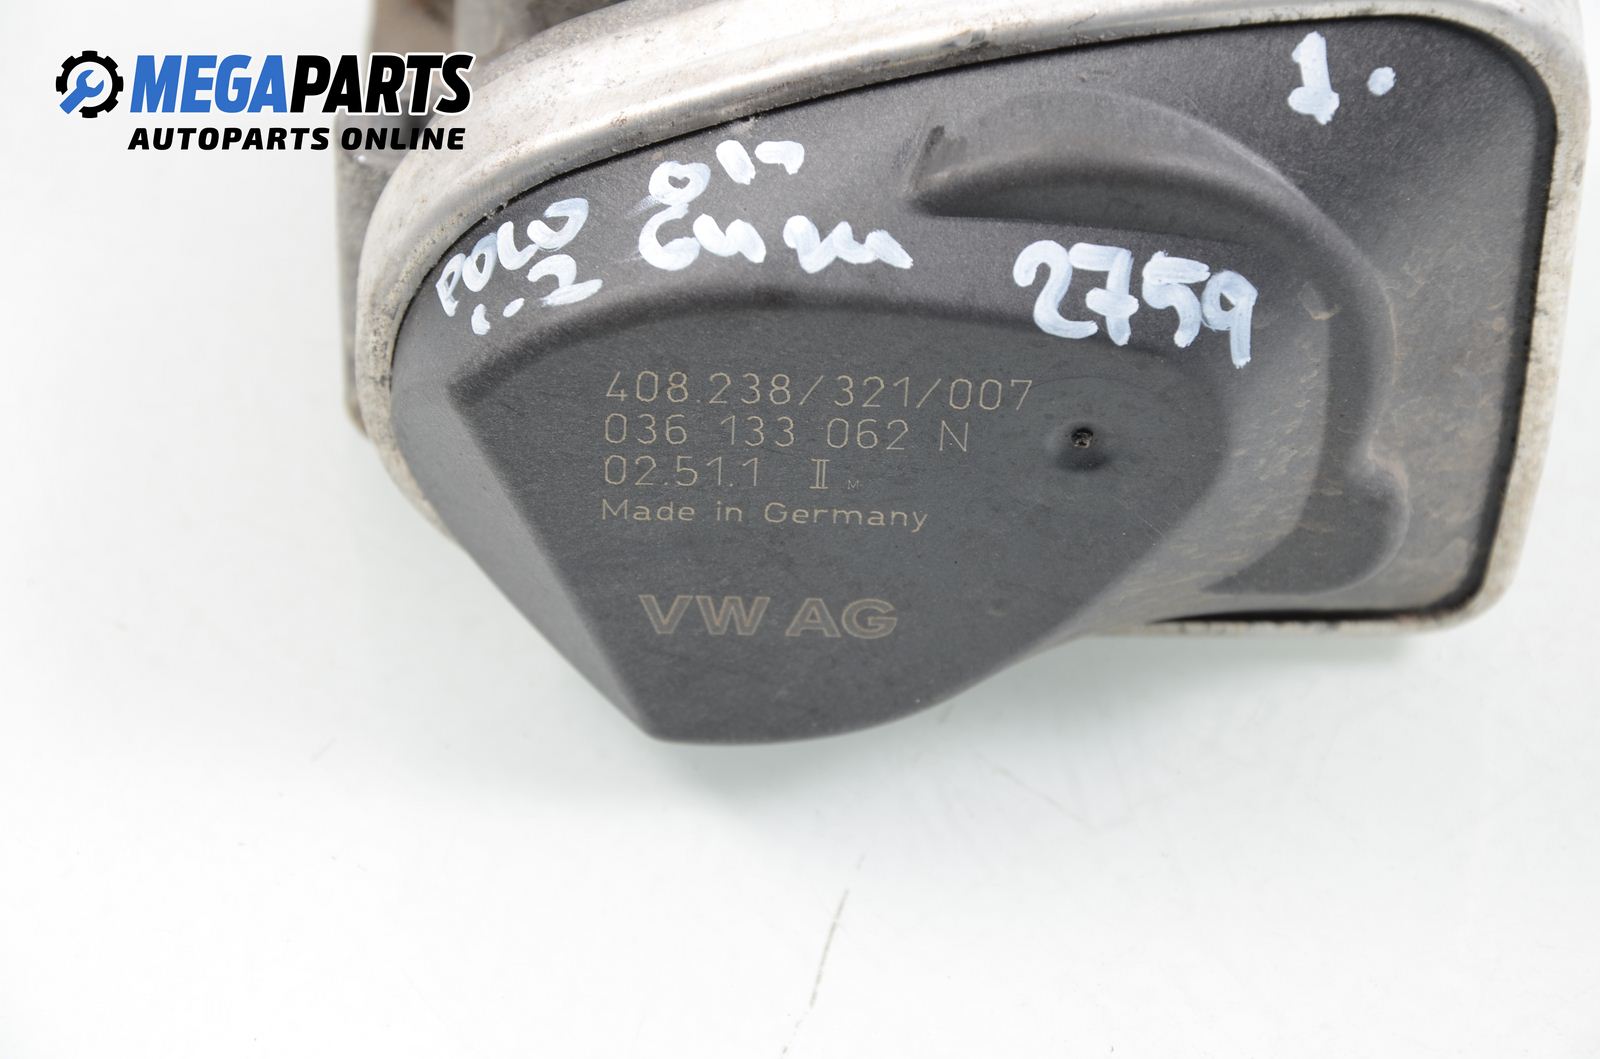 MEGAPARTS
AUTOPARTS ONLINE
1.
POLO
1.2
2759
408.238/321/007
036 133 062 N
02.51.1 II M
Made in Germany
VW AG